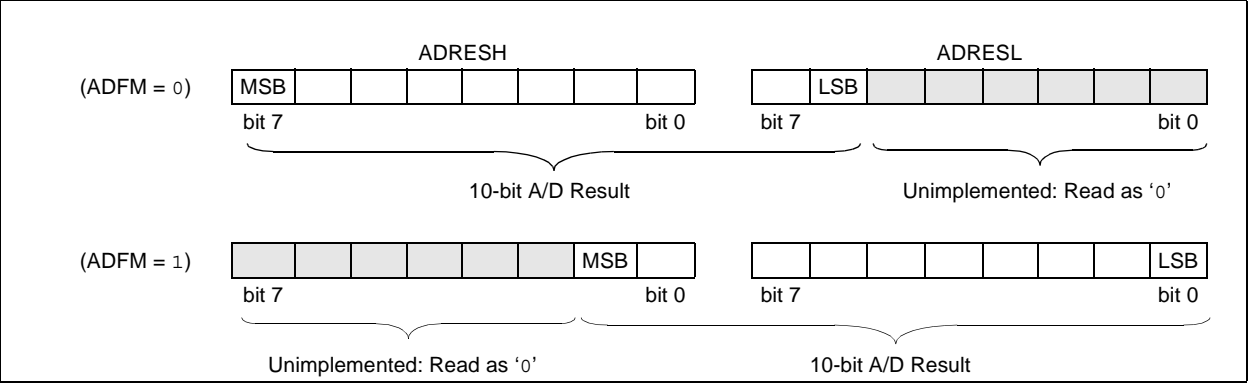 ADRESH ADRESL
(ADFM = 0) MSB LSB
bit 7 bit 0 bit 7 bit 0
10-bit A/D Result Unimplemented: Read as ‘0’
(ADFM = 1) MSB LSB
bit 7 bit 0 bit 7 bit 0
Unimplemented: Read as ‘0’ 10-bit A/D Result